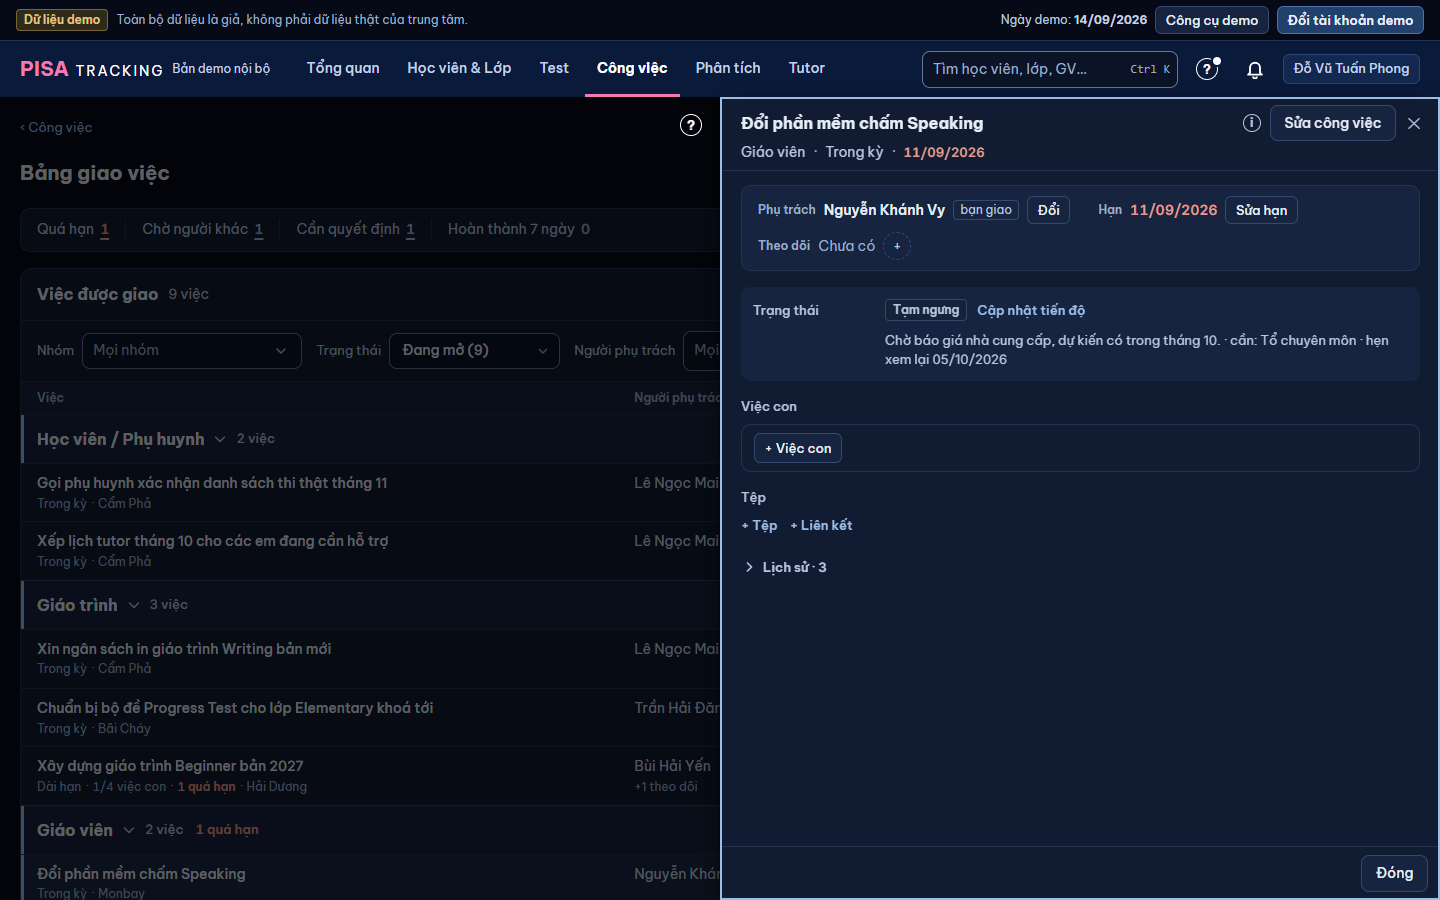 Dữ liệu demo Toàn bộ dữ liệu là giả, không phải dữ liệu thật của trung tâm. Ngày demo: 14/09/2026 Công cụ demo Đổi tài khoản demo
PISA TRACKING Bản demo nội bộ Tổng quan Học viên & Lớp Test Công việc Phân tích Tutor Tìm học viên, lớp, GV... Ctrl K ? Đỗ Vũ Tuấn Phong
‹ Công việc ?
Bảng giao việc
Quá hạn 1 Chờ người khác 1 Cần quyết định 1 Hoàn thành 7 ngày 0
Việc được giao 9 việc
Nhóm Mọi nhóm Trạng thái Đang mở (9) Người phụ trách Mọi
Việc Người phụ trác
Học viên / Phụ huynh 2 việc
Gọi phụ huynh xác nhận danh sách thi thật tháng 11 Lê Ngọc Mai
Trong kỳ · Cẩm Phả
Xếp lịch tutor tháng 10 cho các em đang cần hỗ trợ Lê Ngọc Mai
Trong kỳ · Cẩm Phả
Giáo trình 3 việc
Xin ngân sách in giáo trình Writing bản mới Lê Ngọc Mai
Trong kỳ · Cẩm Phả
Chuẩn bị bộ đề Progress Test cho lớp Elementary khoá tới Trần Hải Đăn
Trong kỳ · Bãi Cháy
Xây dựng giáo trình Beginner bản 2027 Bùi Hải Yến
Dài hạn · 1/4 việc con · 1 quá hạn · Hải Dương +1 theo dõi
Giáo viên 2 việc 1 quá hạn
Đổi phần mềm chấm Speaking Nguyễn Khán
Trong kỳ · Monbay
Đổi phần mềm chấm Speaking i Sửa công việc
Giáo viên · Trong kỳ · 11/09/2026
Phụ trách Nguyễn Khánh Vy bạn giao Đổi Hạn 11/09/2026 Sửa hạn
Theo dõi Chưa có +
Trạng thái Tạm ngưng Cập nhật tiến độ
Chờ báo giá nhà cung cấp, dự kiến có trong tháng 10. · cần: Tổ chuyên môn · hẹn
xem lại 05/10/2026
Việc con
+ Việc con
Tệp
+ Tệp + Liên kết
Lịch sử · 3
Đóng